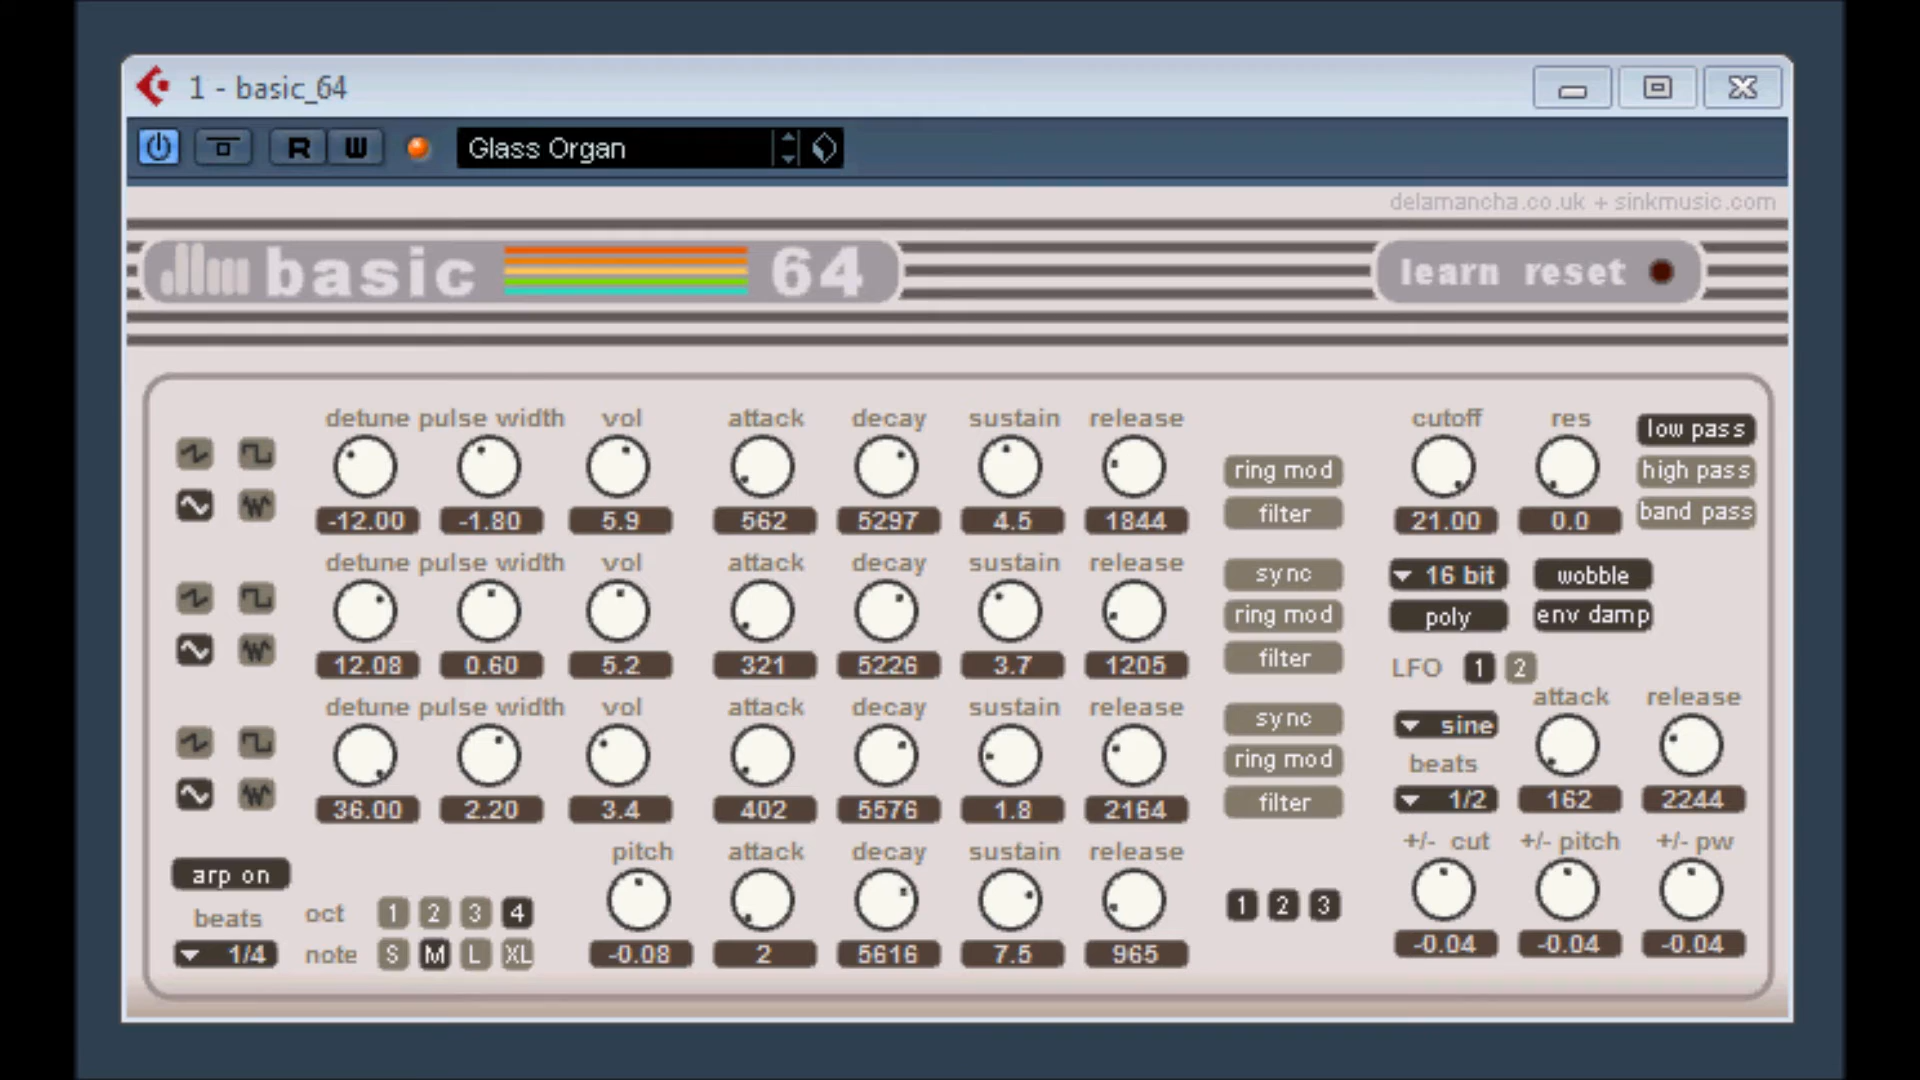 1 - basic_64
R W Glass Organ
delamancha.co.uk + sinkmusic.com
basic 64 learn reset
detune pulse width vol attack decay sustain release cutoff res low pass
ring mod high pass
-12.00 -1.80 5.9 562 5297 4.5 1844 filter 21.00 0.0 band pass
detune pulse width vol attack decay sustain release sync 16 bit wobble
ring mod poly env damp
12.08 0.60 5.2 321 5226 3.7 1205 filter LFO 1 2
detune pulse width vol attack decay sustain release sync sine attack release
ring mod beats
36.00 2.20 3.4 402 5576 1.8 2164 filter 1/2 162 2244
arp on pitch attack decay sustain release +/- cut +/- pitch +/- pw
beats oct 1 2 3 4 1 2 3
1/4 note S M L XL -0.08 2 5616 7.5 965 -0.04 -0.04 -0.04